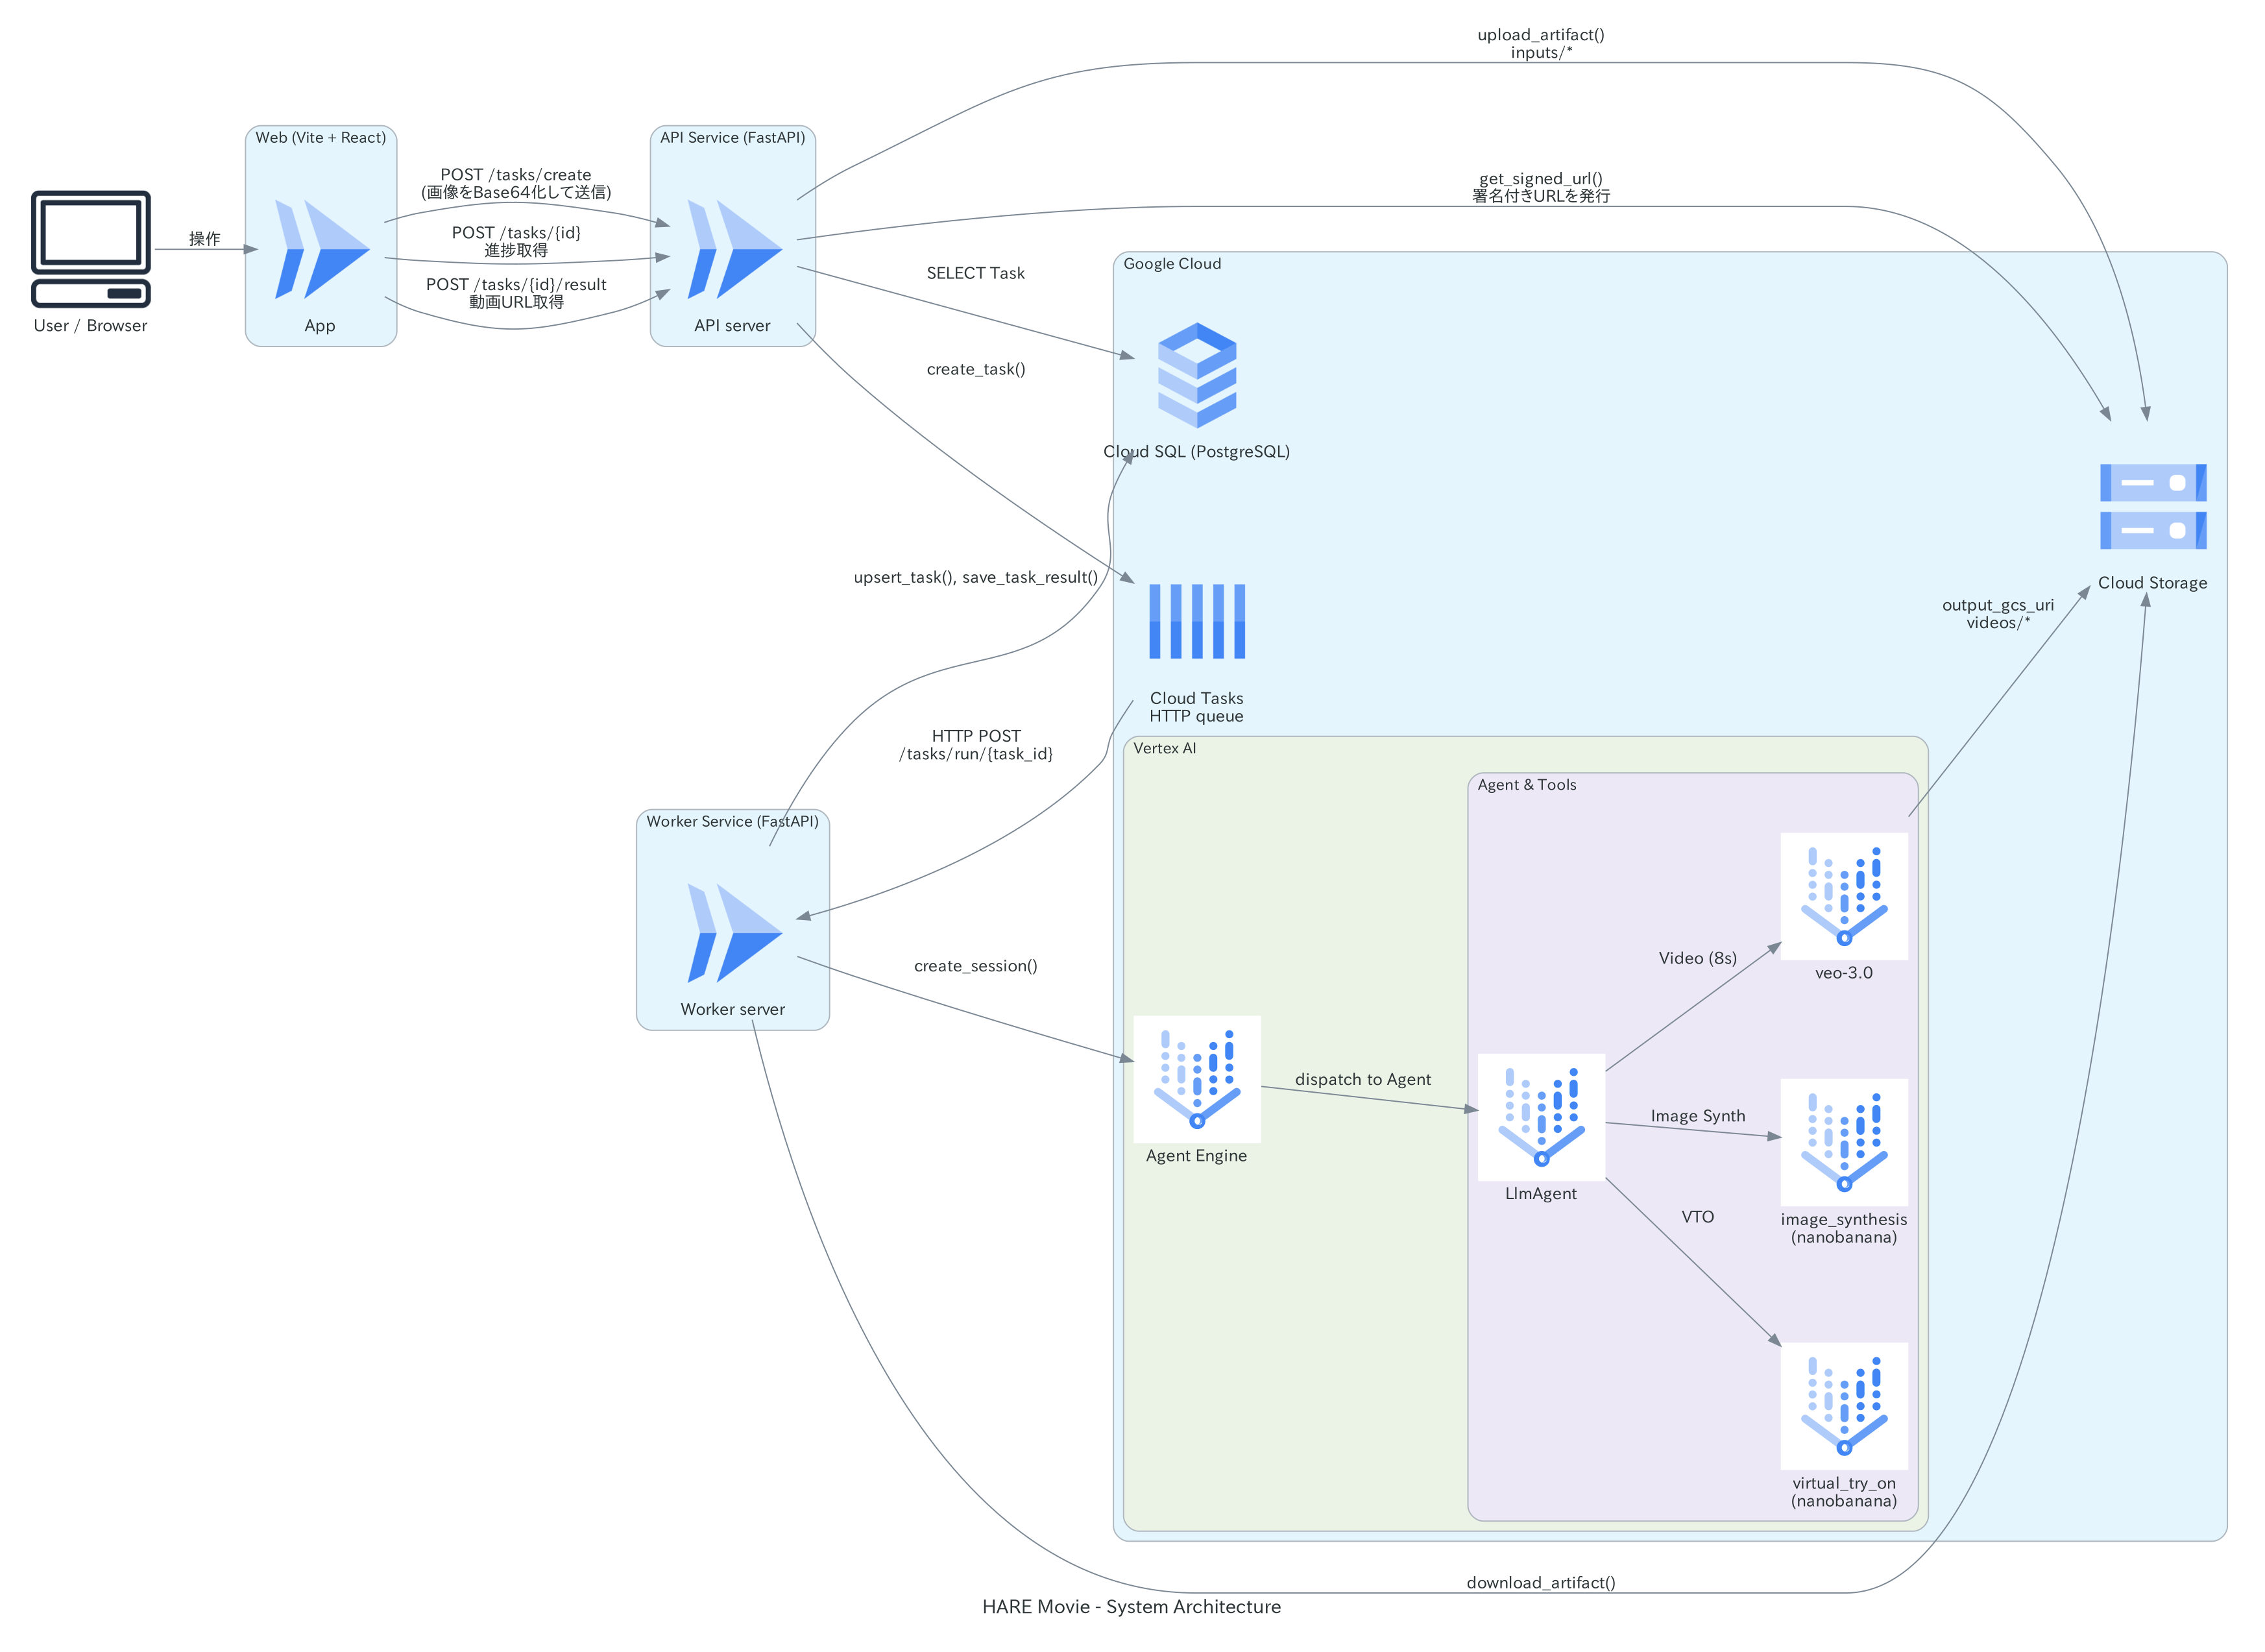 upload_artifact()
inputs/*
Web (Vite + React)
API Service (FastAPI)
POST /tasks/create
(画像をBase64化して送信)
get_signed_url()
署名付きURLを発行
操作
POST /tasks/{id}
進捗取得
POST /tasks/{id}/result
動画URL取得
User / Browser
App
API server
Google Cloud
SELECT Task
create_task()
Cloud SQL (PostgreSQL)
upsert_task(), save_task_result()
Cloud Storage
output_gcs_uri
videos/*
Cloud Tasks
HTTP queue
HTTP POST
/tasks/run/{task_id}
Vertex AI
Agent & Tools
Worker Service (FastAPI)
Worker server
create_session()
Video (8s)
veo-3.0
Agent Engine
dispatch to Agent
LlmAgent
Image Synth
image_synthesis
(nanobanana)
VTO
virtual_try_on
(nanobanana)
download_artifact()
HARE Movie - System Architecture